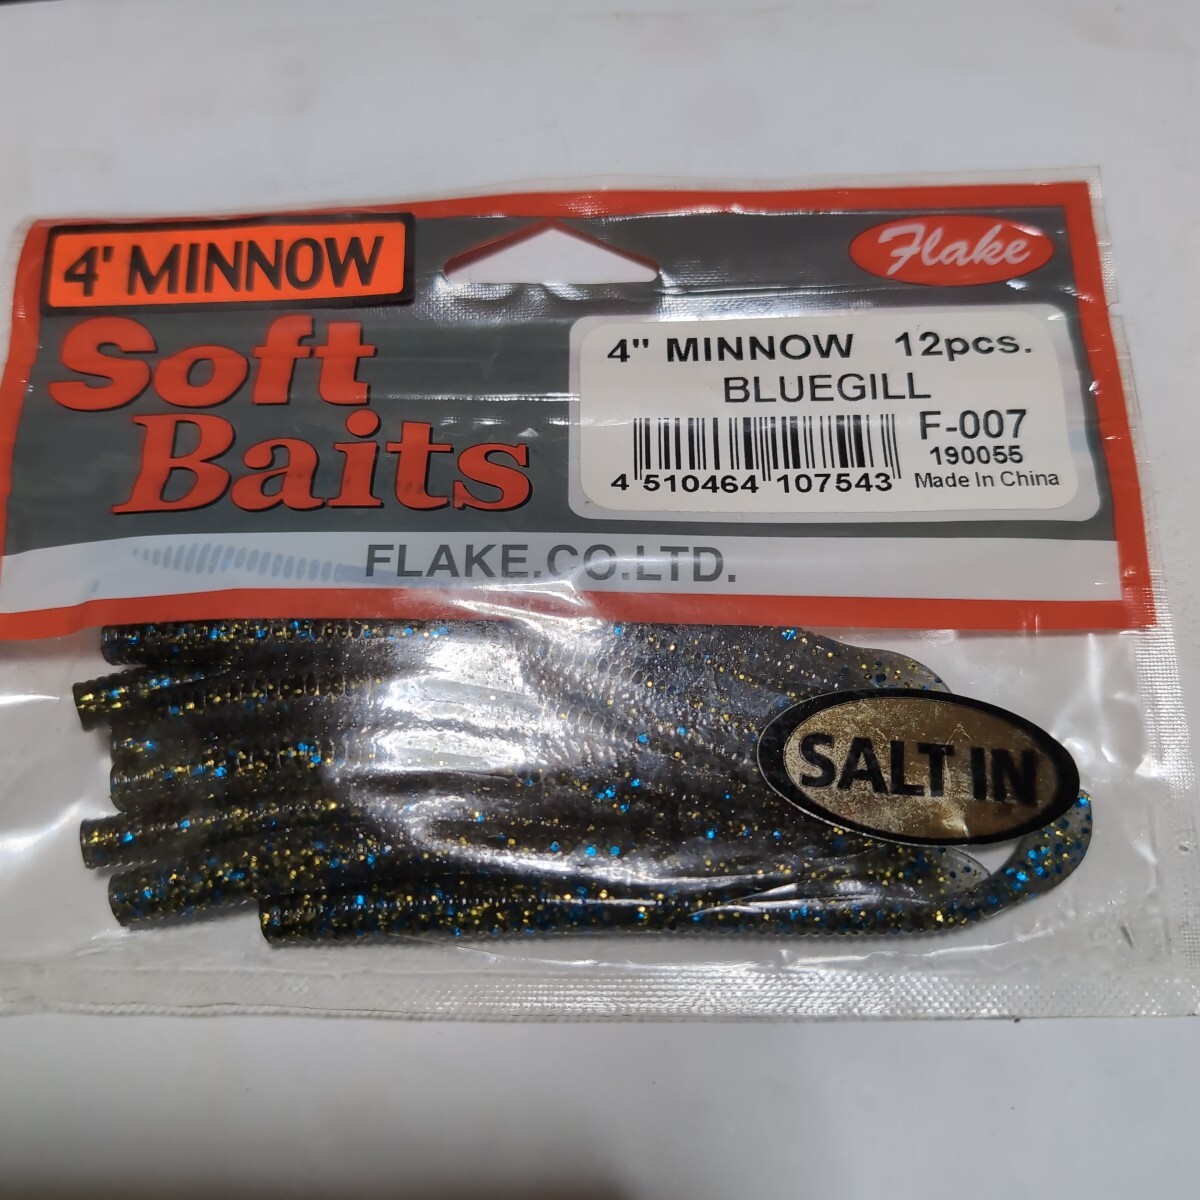 4' MINNOW
Flake
Soft
Baits
4" MINNOW 12pcs.
BLUEGILL
F-007
190055
4 510464 107543
Made In China
FLAKE.CO.LTD.
SALT IN